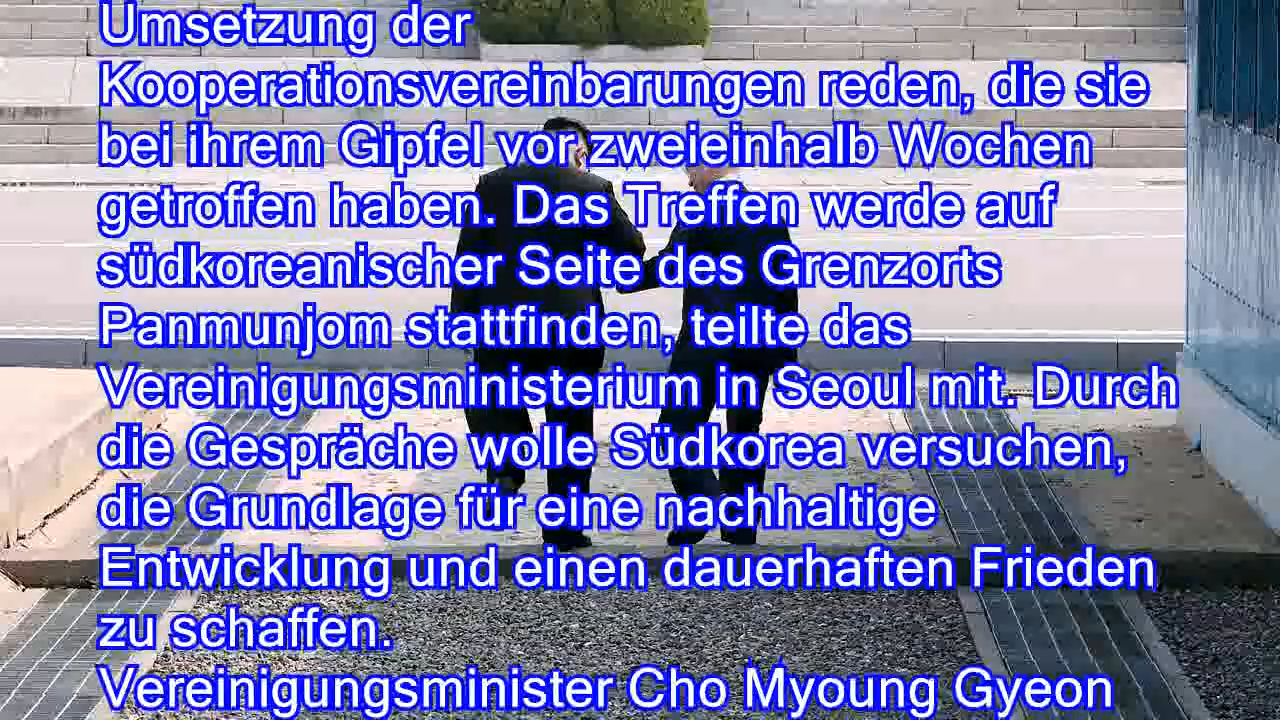 Umsetzung der
Kooperationsvereinbarungen reden, die sie
bei ihrem Gipfel vor zweieinhalb Wochen
getroffen haben. Das Treffen werde auf
südkoreanischer Seite des Grenzorts
Panmunjom stattfinden, teilte das
Vereinigungsministerium in Seoul mit. Durch
die Gespräche wolle Südkorea versuchen,
die Grundlage für eine nachhaltige
Entwicklung und einen dauerhaften Frieden
zu schaffen.
Vereinigungsminister Cho Myoung Gyeon